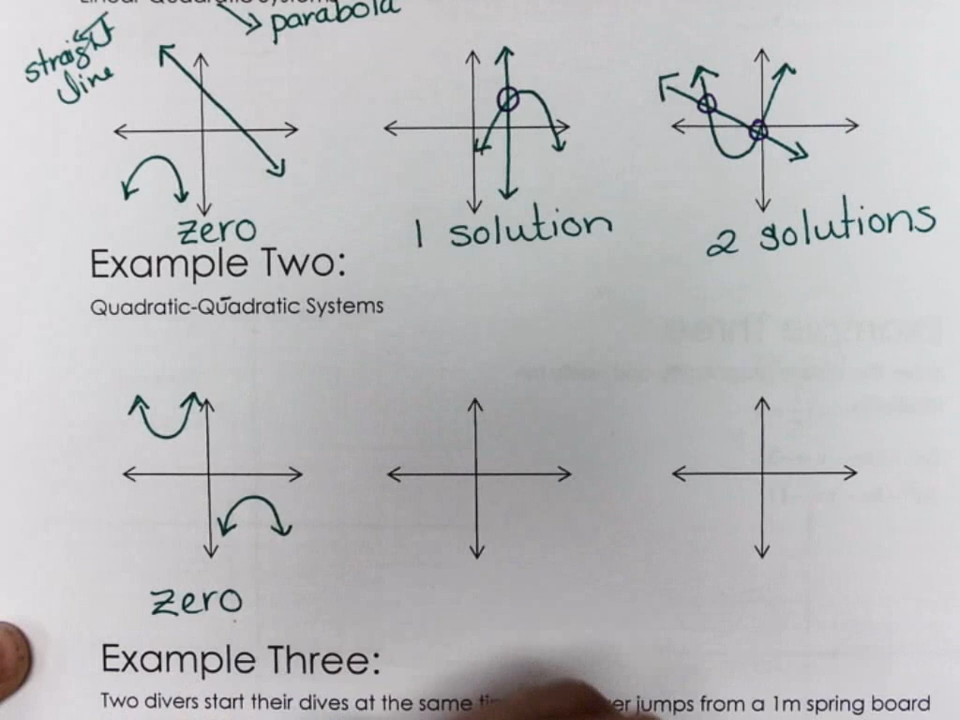 parabola
straight
line
zero
1 solution
2 solutions
Example Two:
Quadratic-Quadratic Systems
zero
Example Three:
Two divers start their dives at the same jumps from a 1m spring board